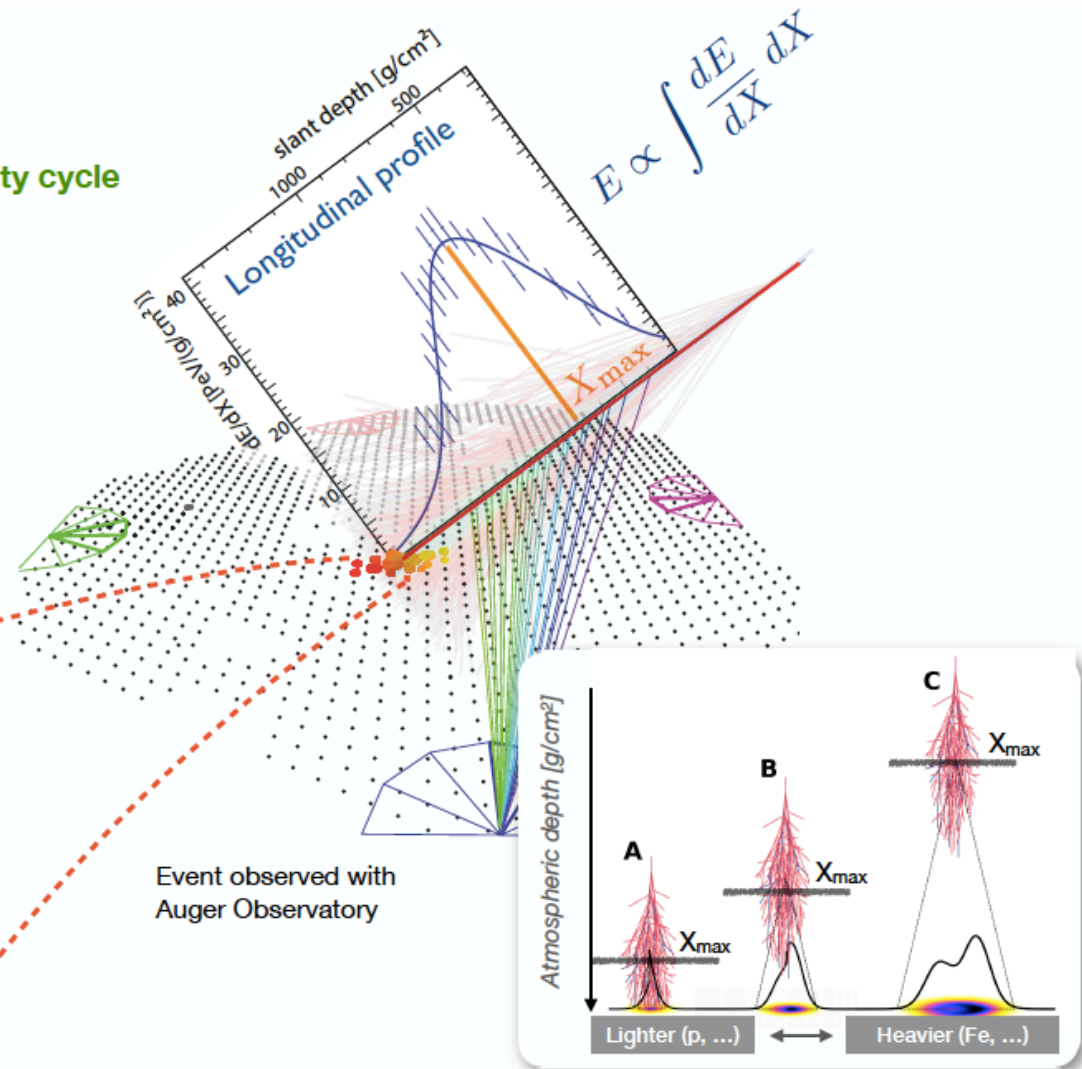 ty cycle
slant depth [g/cm²]
500
1000
Longitudinal profile
E ∝ ∫ dE/dX dX
40
30
20
10
dE/dX [PeV/(g/cm²)]
Xmax
Event observed with
Auger Observatory
Atmospheric depth [g/cm²]
A
Xmax
B
Xmax
C
Xmax
Lighter (p, ...)
Heavier (Fe, ...)